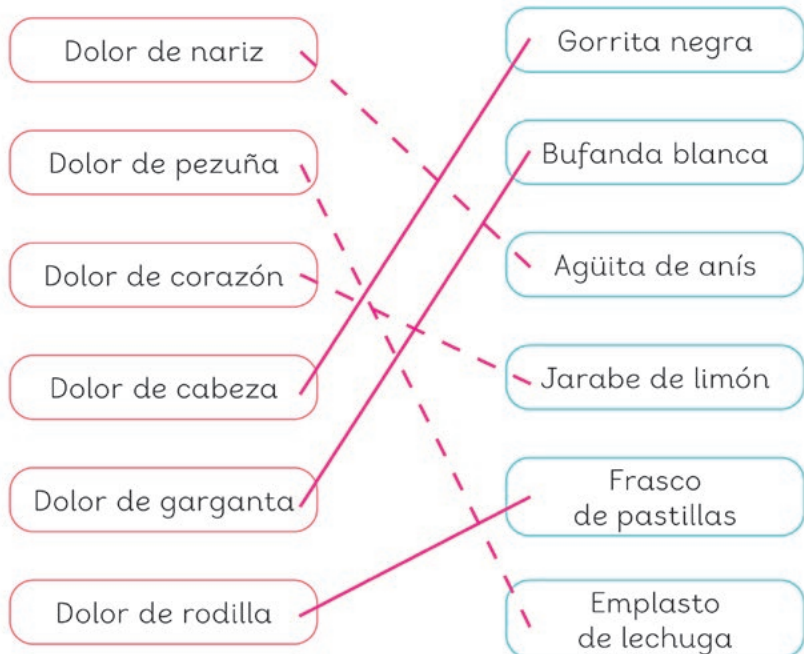 Dolor de nariz
Dolor de pezuña
Dolor de corazón
Dolor de cabeza
Dolor de garganta
Dolor de rodilla
Gorrita negra
Bufanda blanca
Agüita de anís
Jarabe de limón
Frasco
de pastillas
Emplasto
de lechuga